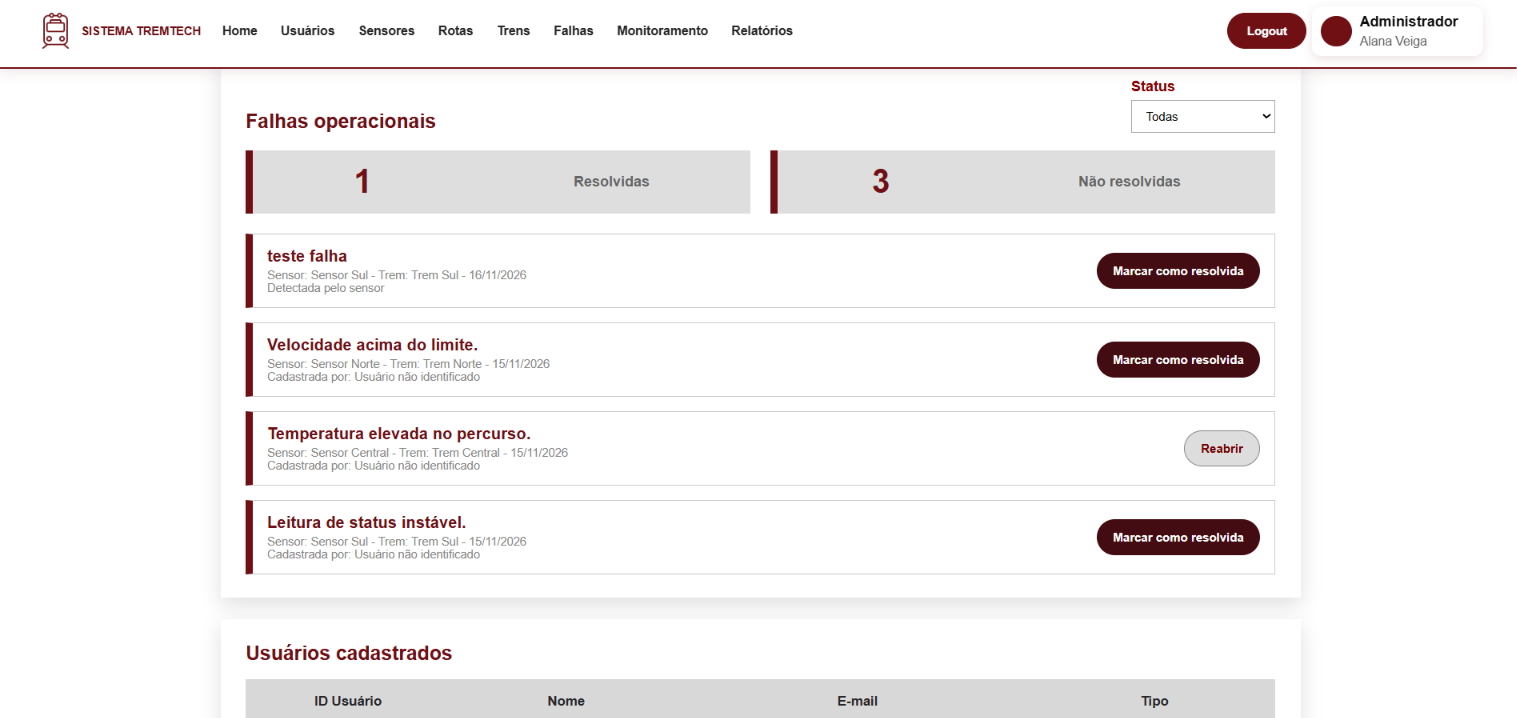 SISTEMA TREMTECH Home Usuários Sensores Rotas Trens Falhas Monitoramento Relatórios Logout Administrador
Alana Veiga
Status
Todas
Falhas operacionais
1 Resolvidas 3 Não resolvidas
teste falha
Sensor: Sensor Sul - Trem: Trem Sul - 16/11/2026
Detectada pelo sensor
Marcar como resolvida
Velocidade acima do limite.
Sensor: Sensor Norte - Trem: Trem Norte - 15/11/2026
Cadastrada por: Usuário não identificado
Marcar como resolvida
Temperatura elevada no percurso.
Sensor: Sensor Central - Trem: Trem Central - 15/11/2026
Cadastrada por: Usuário não identificado
Reabrir
Leitura de status instável.
Sensor: Sensor Sul - Trem: Trem Sul - 15/11/2026
Cadastrada por: Usuário não identificado
Marcar como resolvida
Usuários cadastrados
ID Usuário Nome E-mail Tipo